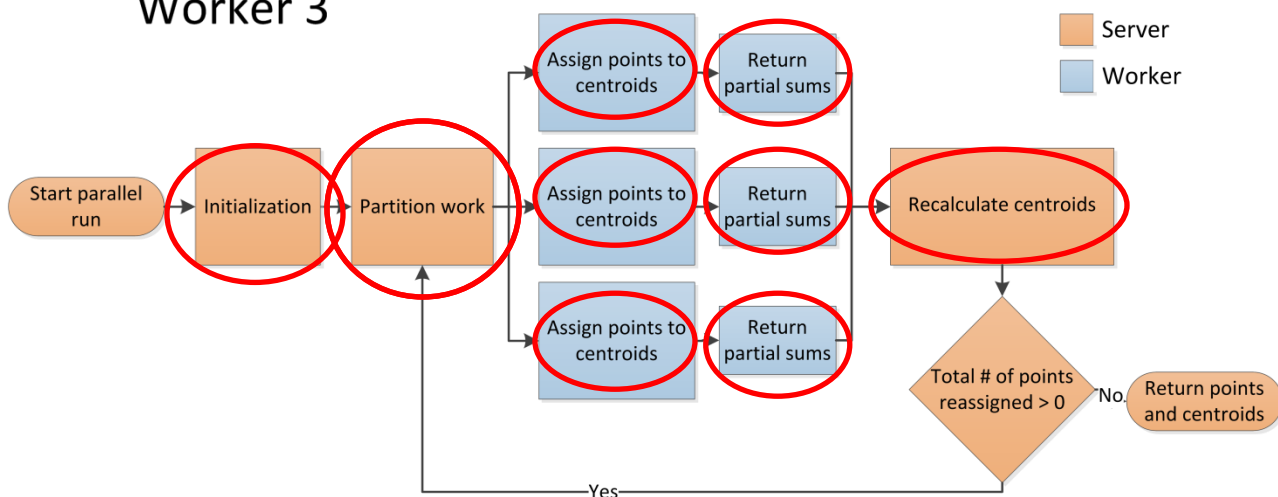 Worker 3
Server
Worker
Start parallel
run
Initialization
Partition work
Assign points to
centroids
Return
partial sums
Assign points to
centroids
Return
partial sums
Assign points to
centroids
Return
partial sums
Recalculate centroids
Total # of points
reassigned > 0
No
Return points
and centroids
Yes